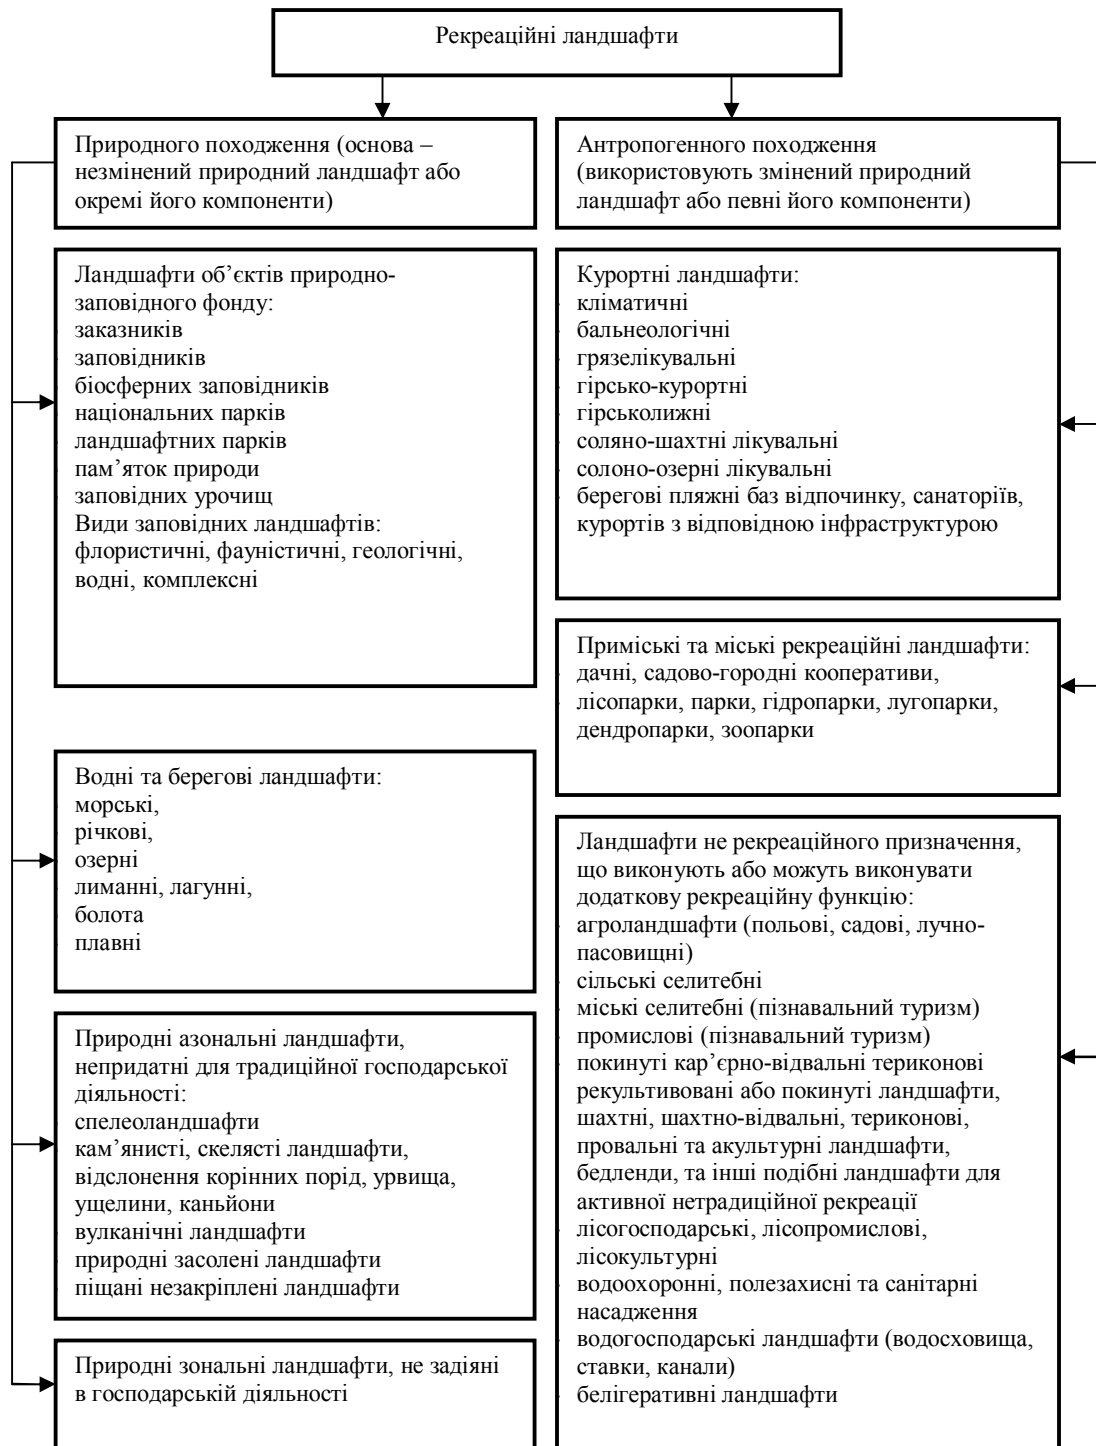 Рекреаційні ландшафти
Природного походження (основа –
незмінений природний ландшафт або
окремі його компоненти)
Ландшафти об’єктів природно-
заповідного фонду:
заказників
заповідників
біосферних заповідників
національних парків
ландшафтних парків
пам’яток природи
заповідних урочищ
Види заповідних ландшафтів:
флористичні, фауністичні, геологічні,
водні, комплексні
Водні та берегові ландшафти:
морські,
річкові,
озерні
лиманні, лагунні,
болота
плавні
Природні азональні ландшафти,
непридатні для традиційної господарської
діяльності:
спелеоландшафти
кам’янисті, скелясті ландшафти,
відслонення корінних порід, урвища,
ущелини, каньйони
вулканічні ландшафти
природні засолені ландшафти
піщані незакріплені ландшафти
Природні зональні ландшафти, не задіяні
в господарській діяльності
Антропогенного походження
(використовують змінений природний
ландшафт або певні його компоненти)
Курортні ландшафти:
кліматичні
бальнеологічні
грязелікувальні
гірсько-курортні
гірськолижні
соляно-шахтні лікувальні
солоно-озерні лікувальні
берегові пляжні баз відпочинку, санаторіїв,
курортів з відповідною інфраструктурою
Приміські та міські рекреаційні ландшафти:
дачні, садово-городні кооперативи,
лісопарки, парки, гідропарки, лугопарки,
дендропарки, зоопарки
Ландшафти не рекреаційного призначення,
що виконують або можуть виконувати
додаткову рекреаційну функцію:
агроландшафти (польові, садові, лучно-
пасовищні)
сільські селитебні
міські селитебні (пізнавальний туризм)
промислові (пізнавальний туризм)
покинуті кар’єрно-відвальні териконові
рекультивовані або покинуті ландшафти,
шахтні, шахтно-відвальні, териконові,
провальні та акультурні ландшафти,
бедленди, та інші подібні ландшафти для
активної нетрадиційної рекреації
лісогосподарські, лісопромислові,
лісокультурні
водоохоронні, полезахисні та санітарні
насадження
водогосподарські ландшафти (водосховища,
ставки, канали)
белігеративні ландшафти